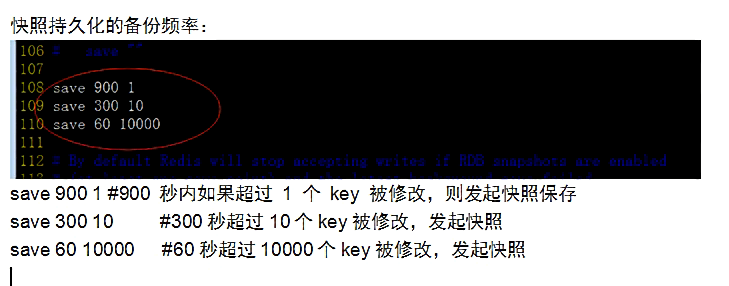 快照持久化的备份频率：
106 #   save ""
107
108 save 900 1
109 save 300 10
110 save 60 10000
111
112 # By default Redis will stop accepting writes if RDB snapshots are enabled
save 900 1 #900 秒内如果超过 1 个 key 被修改，则发起快照保存
save 300 10 #300 秒超过 10 个 key 被修改，发起快照
save 60 10000 #60 秒超过 10000 个 key 被修改，发起快照